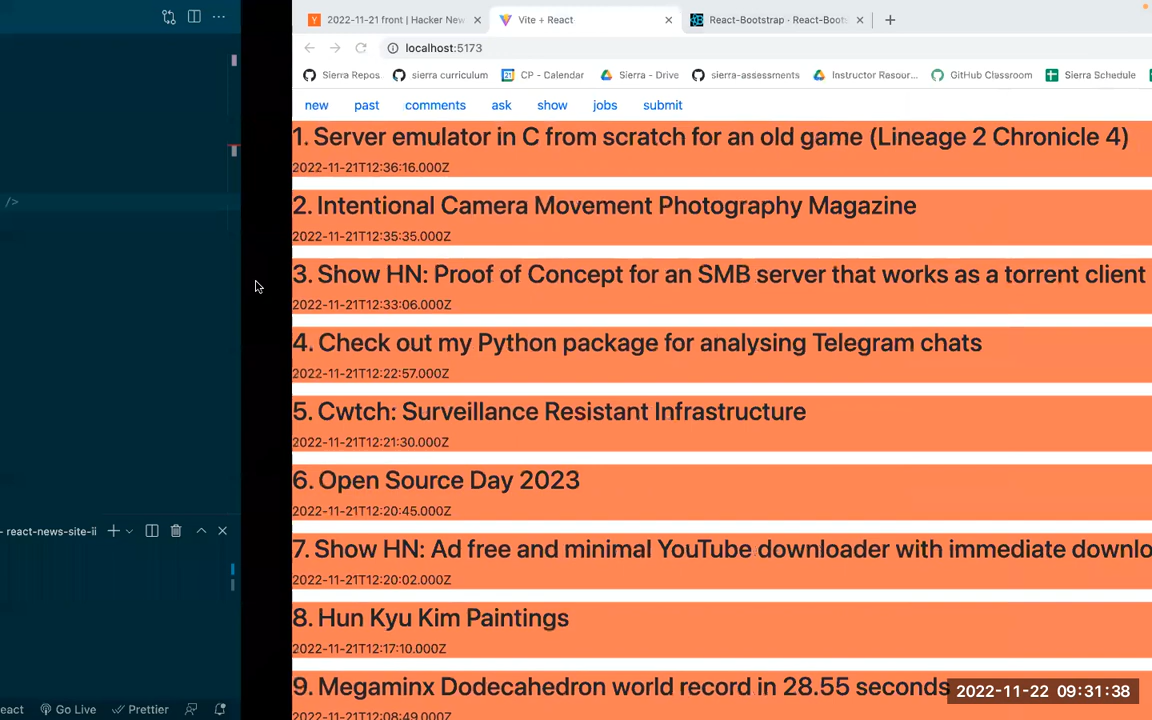 2022-11-21 front | Hacker New
Vite + React
React-Bootstrap · React-Boots
localhost:5173
Sierra Repos
sierra curriculum
CP - Calendar
Sierra - Drive
sierra-assessments
Instructor Resour...
GitHub Classroom
Sierra Schedule
new past comments ask show jobs submit
1. Server emulator in C from scratch for an old game (Lineage 2 Chronicle 4)
2022-11-21T12:36:16.000Z
2. Intentional Camera Movement Photography Magazine
2022-11-21T12:35:35.000Z
3. Show HN: Proof of Concept for an SMB server that works as a torrent client
2022-11-21T12:33:06.000Z
4. Check out my Python package for analysing Telegram chats
2022-11-21T12:22:57.000Z
5. Cwtch: Surveillance Resistant Infrastructure
2022-11-21T12:21:30.000Z
6. Open Source Day 2023
2022-11-21T12:20:45.000Z
7. Show HN: Ad free and minimal YouTube downloader with immediate downlo
2022-11-21T12:20:02.000Z
8. Hun Kyu Kim Paintings
2022-11-21T12:17:10.000Z
9. Megaminx Dodecahedron world record in 28.55 seconds
2022-11-21T12:08:49.000Z
2022-11-22 09:31:38
/>
- react-news-site-ii
eact
Go Live
Prettier